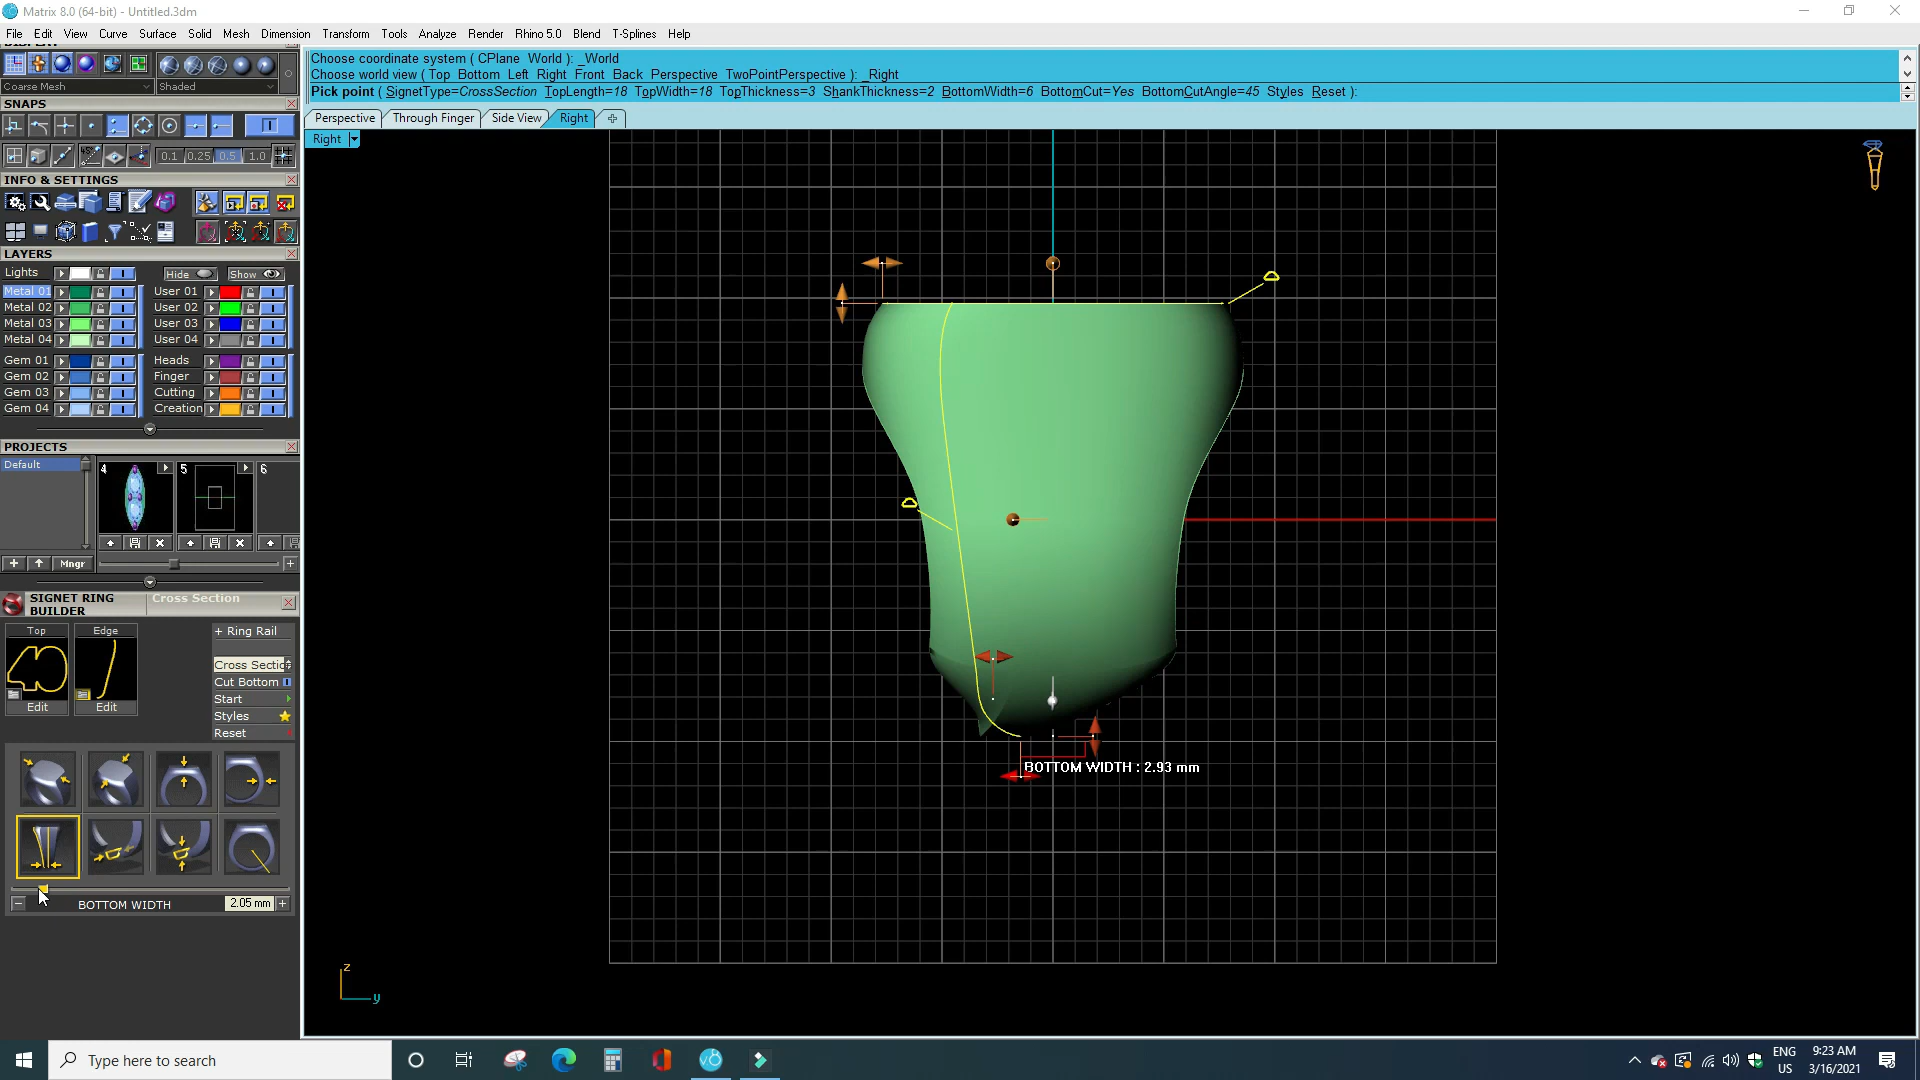 Matrix 8.0 (64-bit) - Untitled.3dm
File Edit View Curve Surface Solid Mesh Dimension Transform Tools Analyze Render Rhino 5.0 Blend T-Splines Help
Choose coordinate system ( CPlane World ): _World
Choose world view ( Top Bottom Left Right Front Back Perspective TwoPointPerspective ): _Right
Pick point ( SignetType=CrossSection TopLength=18 TopWidth=18 TopThickness=3 ShankThickness=2 BottomWidth=6 BottomCut=Yes BottomCutAngle=45 Styles Reset ):
Coarse Mesh Shaded
SNAPS
Perspective Through Finger Side View Right
Right
0.1 0.25 0.5 1.0
INFO & SETTINGS
LAYERS
Lights Hide Show
Metal 01 User 01
Metal 02 User 02
Metal 03 User 03
Metal 04 User 04
Gem 01 Heads
Gem 02 Finger
Gem 03 Cutting
Gem 04 Creation
PROJECTS
Default 4 5 6
Mngr
SIGNET RING BUILDER Cross Section
Top Edge + Ring Rail
Cross Sectio
Cut Bottom
Start
Edit Edit Styles
Reset
BOTTOM WIDTH : 2.93 mm
BOTTOM WIDTH 2.05 mm
z
y
Type here to search
ENG
US
9:23 AM
3/16/2021